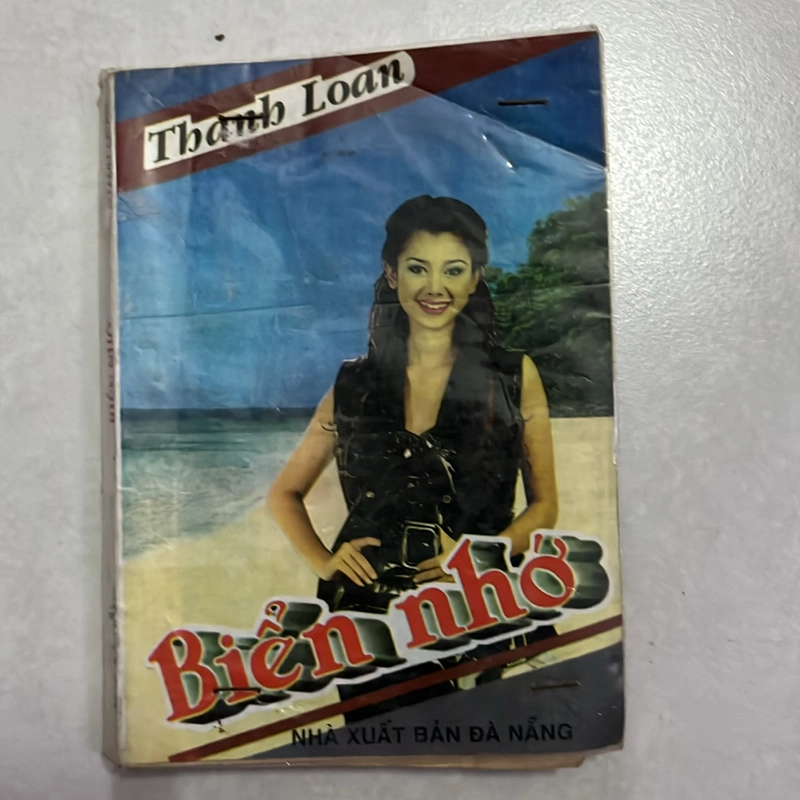 Thanh Loan
Biển nhớ
NHÀ XUẤT BẢN ĐÀ NẴNG